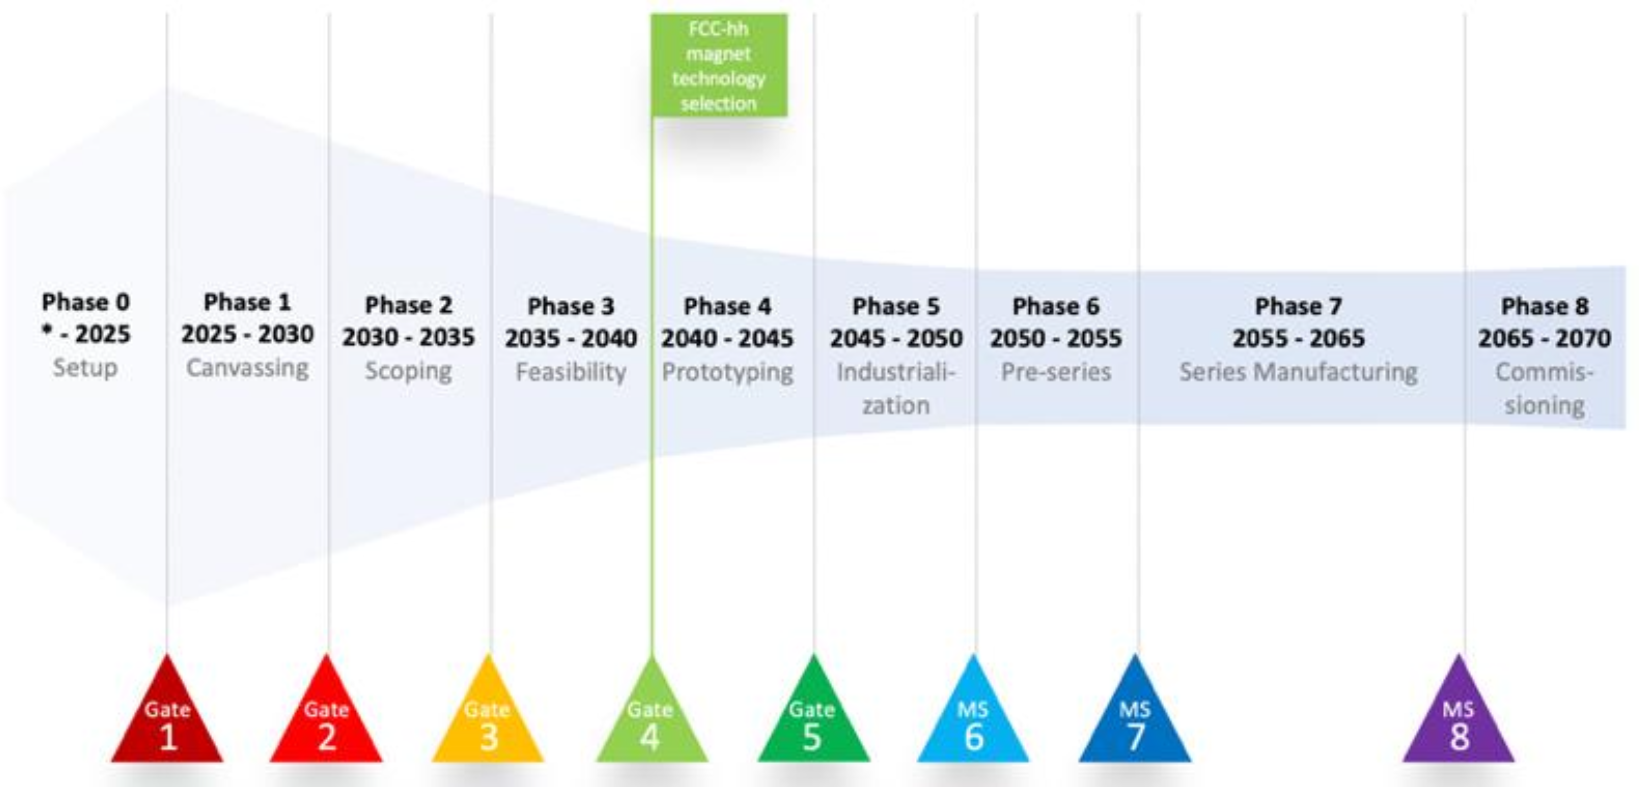 FCC-hh
magnet
technology
selection
Phase 0
* - 2025
Setup
Phase 1
2025 - 2030
Canvassing
Phase 2
2030 - 2035
Scoping
Phase 3
2035 - 2040
Feasibility
Phase 4
2040 - 2045
Prototyping
Phase 5
2045 - 2050
Industriali-
zation
Phase 6
2050 - 2055
Pre-series
Phase 7
2055 - 2065
Series Manufacturing
Phase 8
2065 - 2070
Commis-
sioning
Gate
1
Gate
2
Gate
3
Gate
4
Gate
5
MS
6
MS
7
MS
8